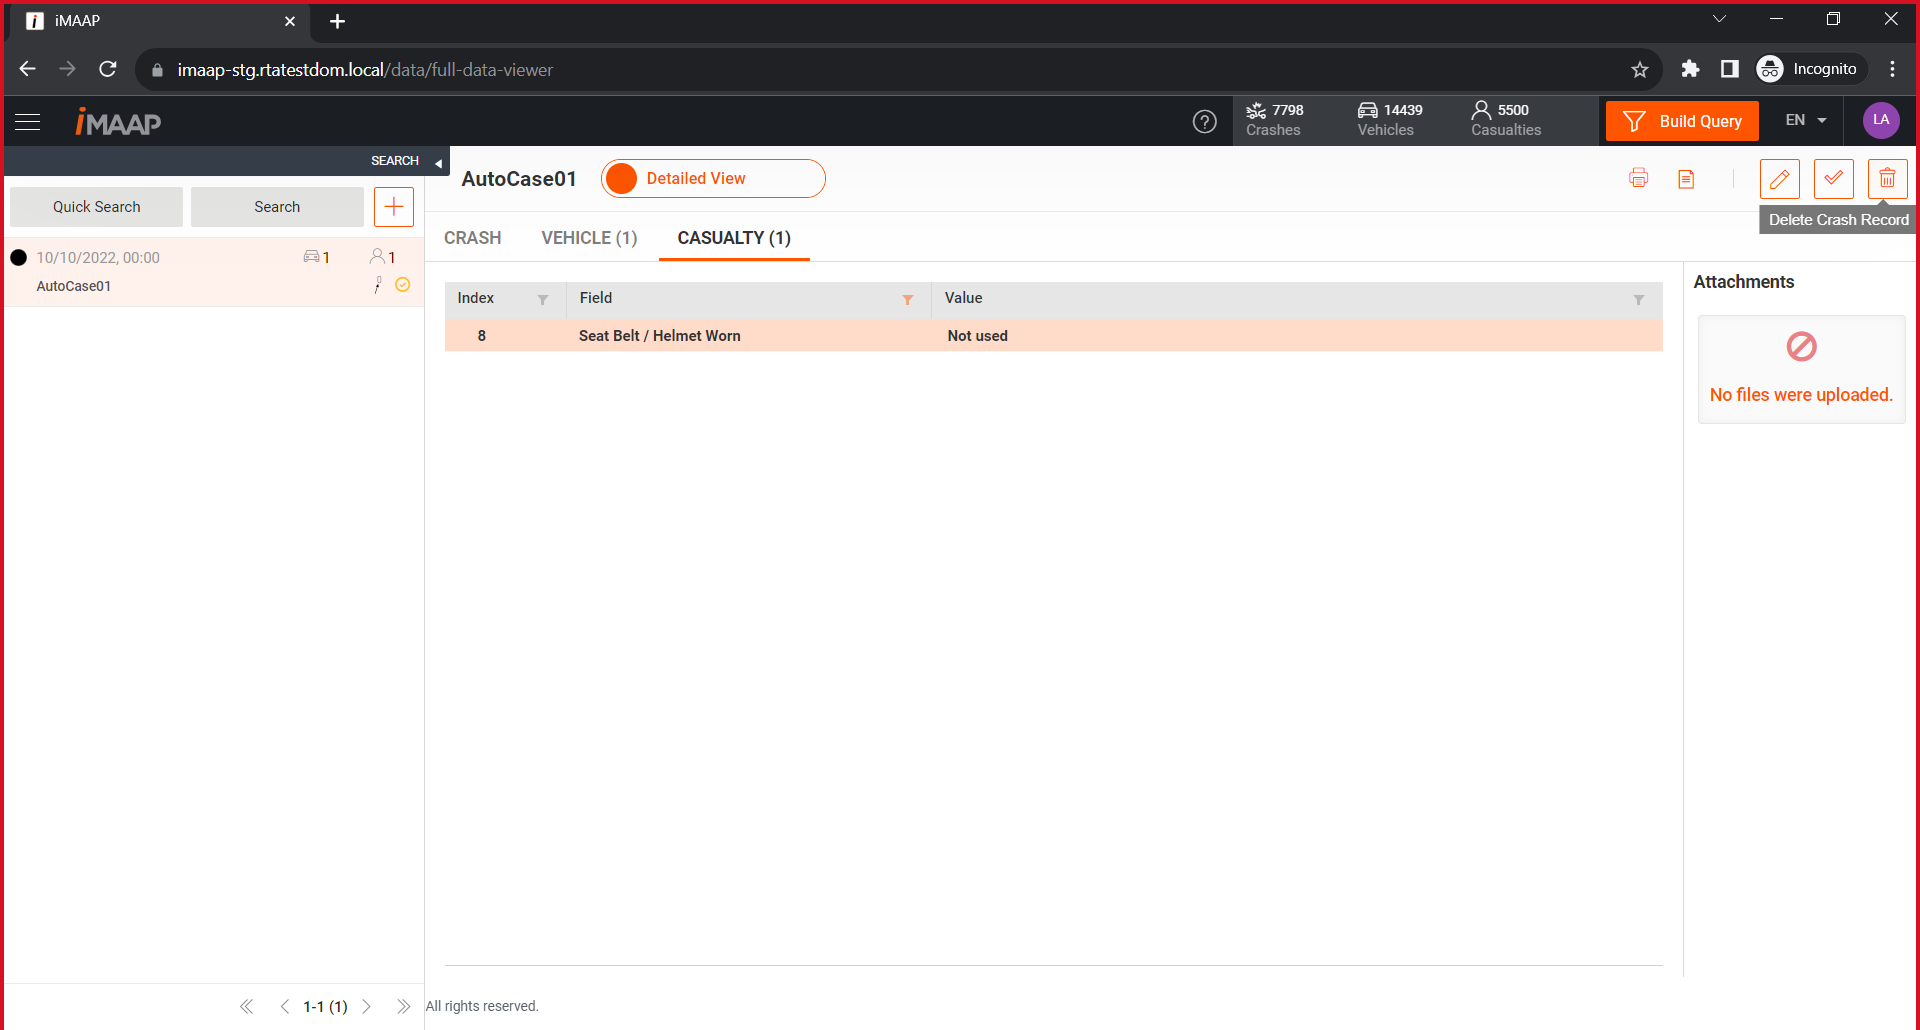 iMAAP
imaap-stg.rtatestdom.local/data/full-data-viewer
Incognito
iMAAP
7798
Crashes
14439
Vehicles
5500
Casualties
Build Query
EN
LA
SEARCH
Quick Search
Search
10/10/2022, 00:00
1
1
AutoCase01
AutoCase01
Detailed View
Delete Crash Record
CRASH
VEHICLE (1)
CASUALTY (1)
Index
Field
Value
8
Seat Belt / Helmet Worn
Not used
Attachments
No files were uploaded.
1-1 (1)
All rights reserved.